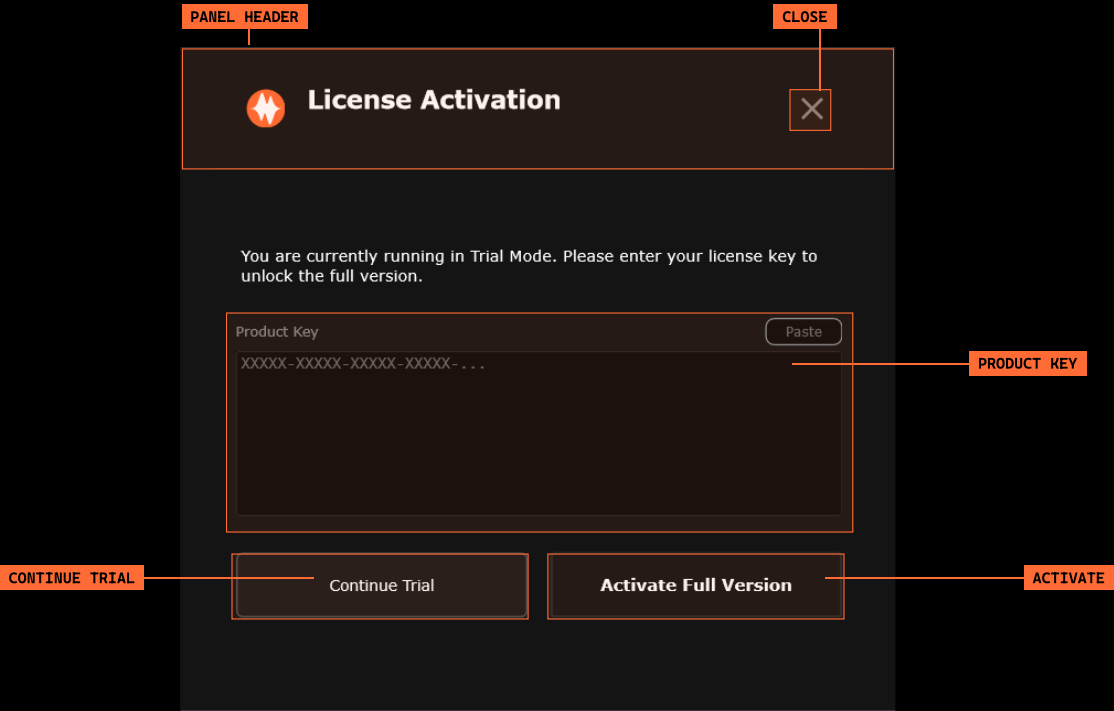 PANEL HEADER
CLOSE
License Activation
You are currently running in Trial Mode. Please enter your license key to
unlock the full version.
Product Key
Paste
XXXXX-XXXXX-XXXXX-XXXXX-...
PRODUCT KEY
CONTINUE TRIAL
Continue Trial
Activate Full Version
ACTIVATE